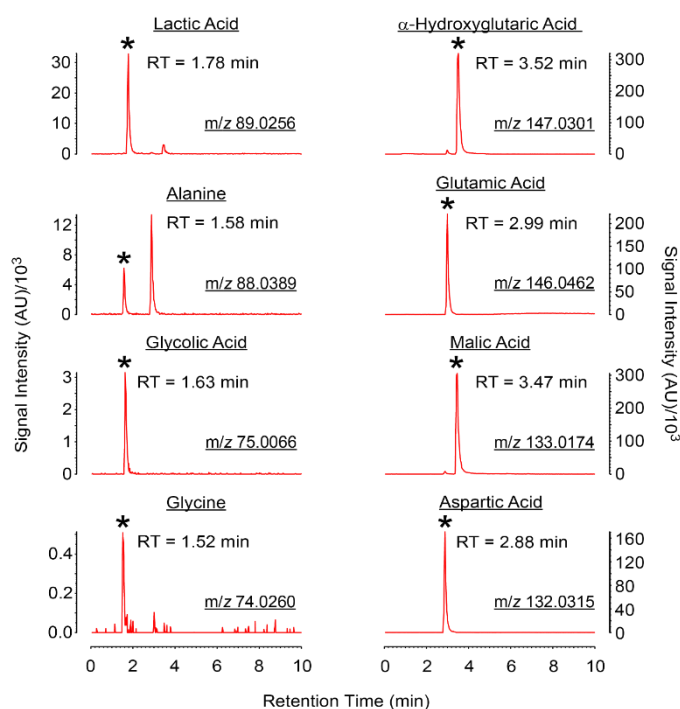 Lactic Acid
*
RT = 1.78 min
m/z 89.0256
30
20
10
0
α-Hydroxyglutaric Acid
*
RT = 3.52 min
m/z 147.0301
300
200
100
0
Alanine
*
RT = 1.58 min
m/z 88.0389
12
8
4
0
Glutamic Acid
*
RT = 2.99 min
m/z 146.0462
200
150
100
50
0
Signal Intensity (AU)/10³
Signal Intensity (AU)/10³
Glycolic Acid
*
RT = 1.63 min
m/z 75.0066
3
2
1
0
Malic Acid
*
RT = 3.47 min
m/z 133.0174
300
200
100
0
Glycine
*
RT = 1.52 min
m/z 74.0260
0.4
0.2
0.0
Aspartic Acid
*
RT = 2.88 min
m/z 132.0315
160
120
80
40
0
0 2 4 6 8 10
0 2 4 6 8 10
Retention Time (min)